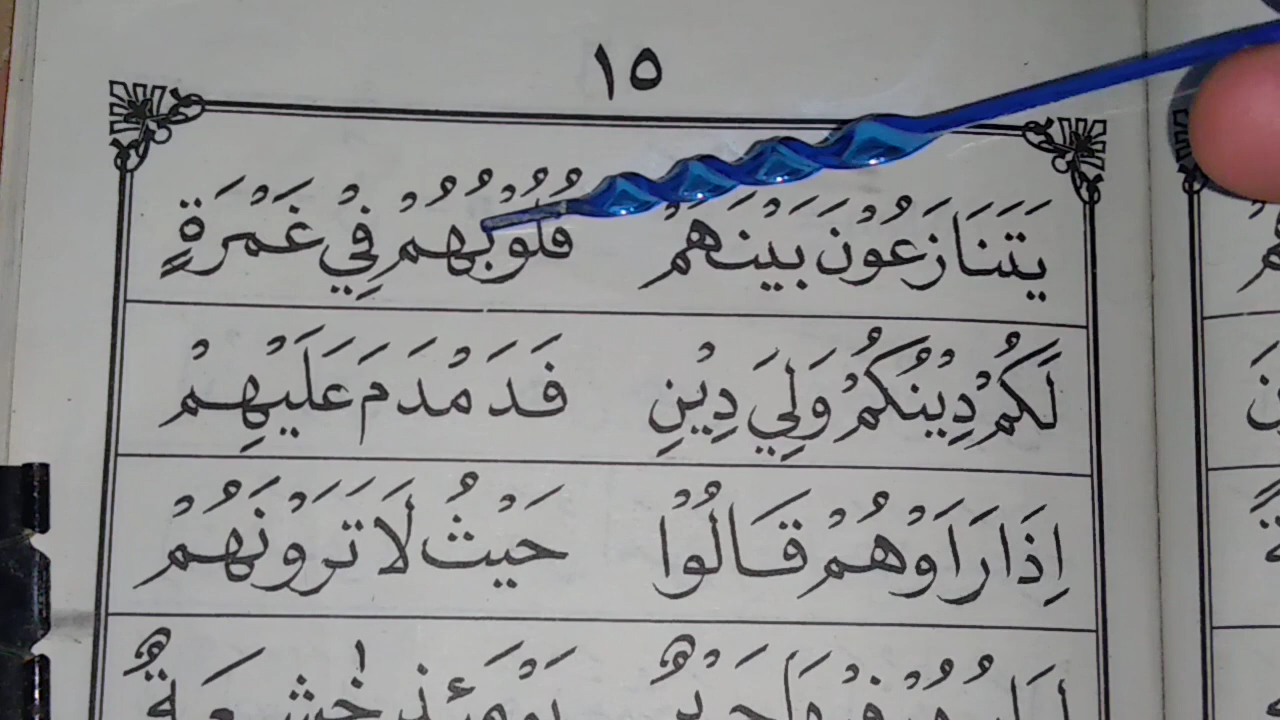 ١٥
يَتَنَازَعُوْنَ بَيْنَهُمْ قُلُوْبُهُمْ فِيْ غَمْرَةٍ
لَكُمْ دِيْنُكُمْ وَلِيَ دِيْنِ فَدَمْدَمَ عَلَيْهِمْ
اِذَا رَاَوْهُمْ قَالُوْا حَيْثُ لَا تَرَوْنَهُمْ
يَوْمَئِذٍ خٰشِعَةٌ